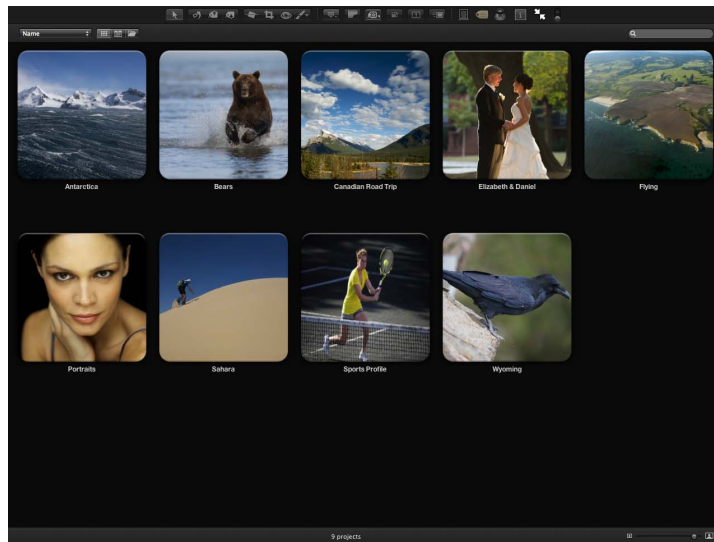 Name
Antarctica
Bears
Canadian Road Trip
Elizabeth & Daniel
Flying
Portraits
Sahara
Sports Profile
Wyoming
9 projects